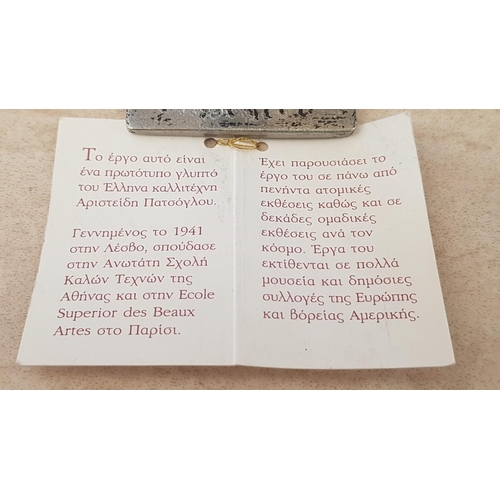 Το έργο αυτό είναι
ένα πρωτότυπο γλυπτό
του Έλληνα καλλιτέχνη
Αριστείδη Πατσόγλου.
Γεννημένος το 1941
στην Λέσβο, σπούδασε
στην Ανωτάτη Σχολή
Καλών Τεχνών της
Αθήνας και στην Ecole
Superior des Beaux
Artes στο Παρίσι.
Έχει παρουσιάσει το
έργο του σε πάνω από
πενήντα ατομικές
εκθέσεις καθώς και σε
δεκάδες ομαδικές
εκθέσεις ανά τον
κόσμο. Έργα του
εκτίθενται σε πολλά
μουσεία και δημόσιες
συλλογές της Ευρώπης
και βόρειας Αμερικής.